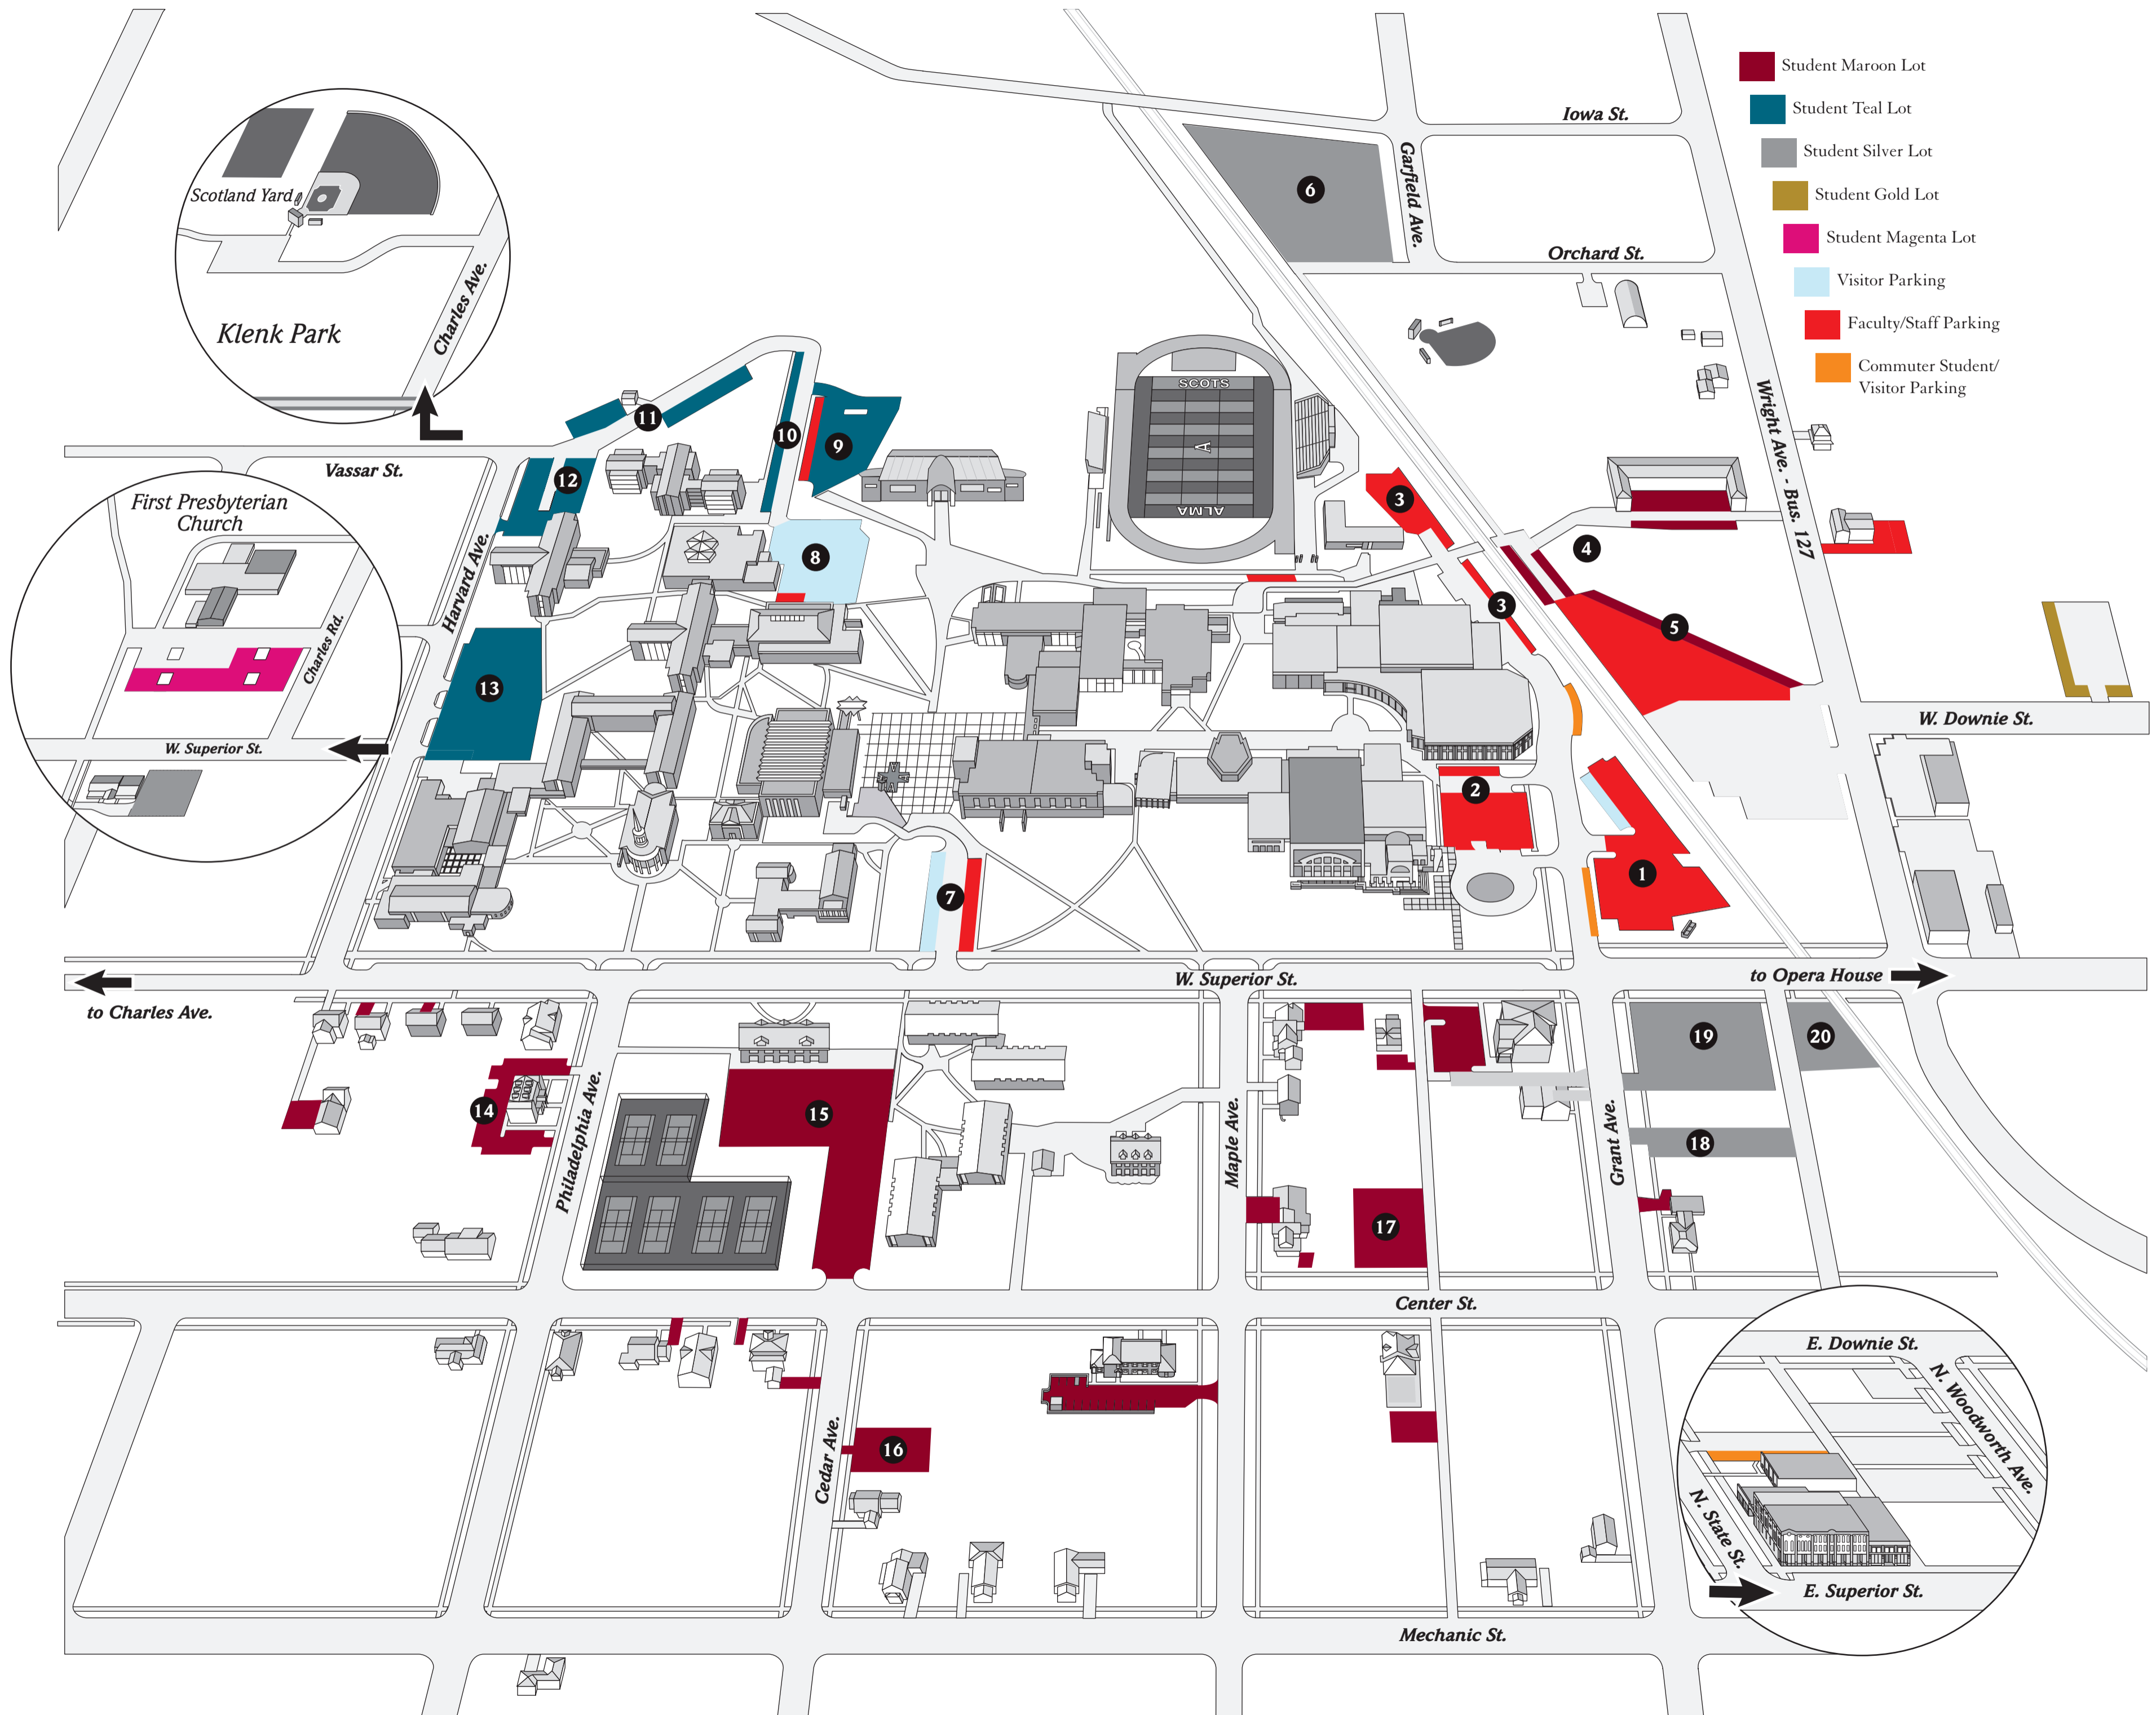 Student Maroon Lot
Student Teal Lot
Student Silver Lot
Student Gold Lot
Student Magenta Lot
Visitor Parking
Faculty/Staff Parking
Commuter Student/
Visitor Parking
Iowa St.
Garfield Ave.
6
Orchard St.
Scotland Yard
Klenk Park
Charles Ave.
Wright Ave. - Bus. 127
SCOTS
A
ALMA
11
10
9
Vassar St.
12
3
4
First Presbyterian
Church
Harvard Ave.
8
3
5
Charles Rd.
13
W. Superior St.
W. Downie St.
2
1
7
W. Superior St.
to Opera House
to Charles Ave.
19
20
14
15
Philadelphia Ave.
Maple Ave.
Grant Ave.
18
17
Center St.
E. Downie St.
N. Woodworth Ave.
Cedar Ave.
16
N. State St.
E. Superior St.
Mechanic St.